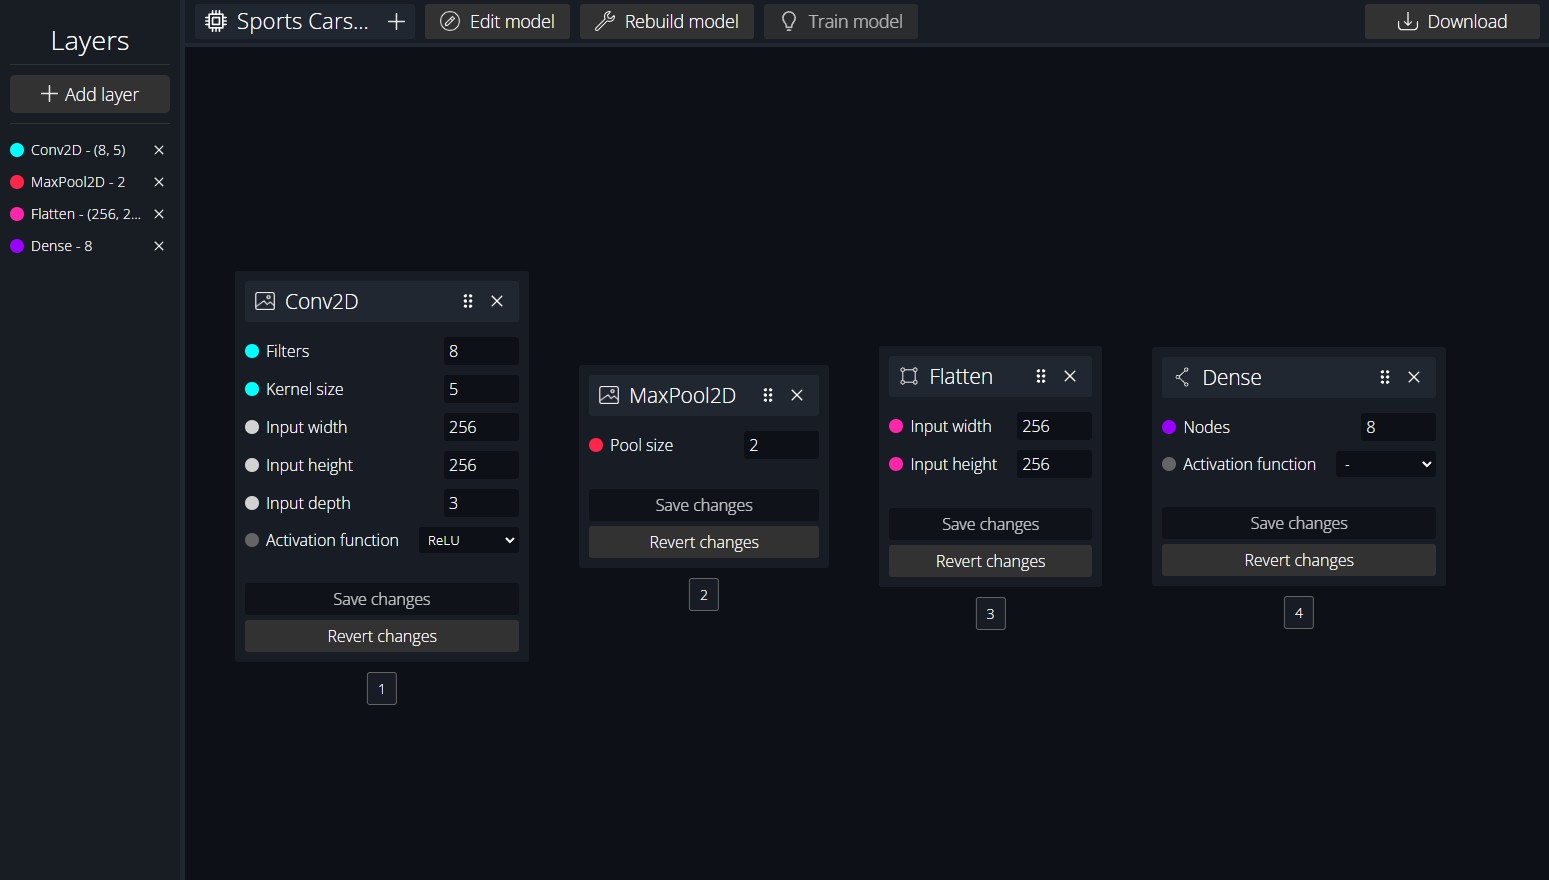 Layers
Add layer
Conv2D - (8, 5)
MaxPool2D - 2
Flatten - (256, 2...
Dense - 8
Sports Cars...
Edit model
Rebuild model
Train model
Download
Conv2D
Filters 8
Kernel size 5
Input width 256
Input height 256
Input depth 3
Activation function ReLU
Save changes
Revert changes
1
MaxPool2D
Pool size 2
Save changes
Revert changes
2
Flatten
Input width 256
Input height 256
Save changes
Revert changes
3
Dense
Nodes 8
Activation function -
Save changes
Revert changes
4